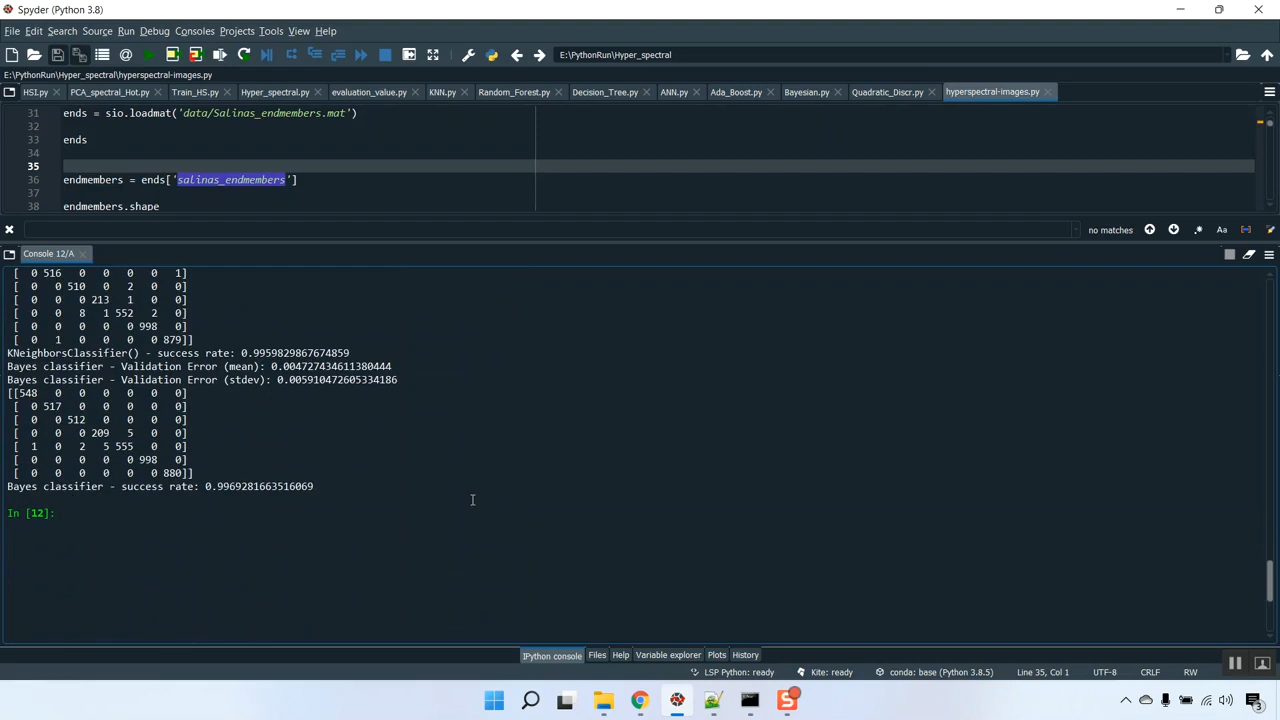 Spyder (Python 3.8)
File Edit Search Source Run Debug Consoles Projects Tools View Help
E:\PythonRun\Hyper_spectral
E:\PythonRun\Hyper_spectral\hyperspectral-images.py
HSI.py PCA_spectral_Hot.py Train_HS.py Hyper_spectral.py evaluation_value.py KNN.py Random_Forest.py Decision_Tree.py ANN.py Ada_Boost.py Bayesian.py Quadratic_Discr.py hyperspectral-images.py
31 ends = sio.loadmat('data/Salinas_endmembers.mat')
32
33 ends
34
35
36 endmembers = ends['salinas_endmembers']
37
38 endmembers.shape
no matches Aa
Console 12/A
[ 0 516 0 0 0 0 1]
[ 0 0 510 0 2 0 0]
[ 0 0 0 213 1 0 0]
[ 0 0 8 1 552 2 0]
[ 0 0 0 0 0 998 0]
[ 0 1 0 0 0 0 879]]
KNeighborsClassifier() - success rate: 0.9959829867674859
Bayes classifier - Validation Error (mean): 0.004727434611380444
Bayes classifier - Validation Error (stdev): 0.005910472605334186
[[548 0 0 0 0 0 0]
[ 0 517 0 0 0 0 0]
[ 0 0 512 0 0 0 0]
[ 0 0 0 209 5 0 0]
[ 1 0 2 5 555 0 0]
[ 0 0 0 0 0 998 0]
[ 0 0 0 0 0 0 880]]
Bayes classifier - success rate: 0.9969281663516069
In [12]:
IPython console Files Help Variable explorer Plots History
LSP Python: ready Kite: ready conda: base (Python 3.8.5) Line 35, Col 1 UTF-8 CRLF RW
S 3